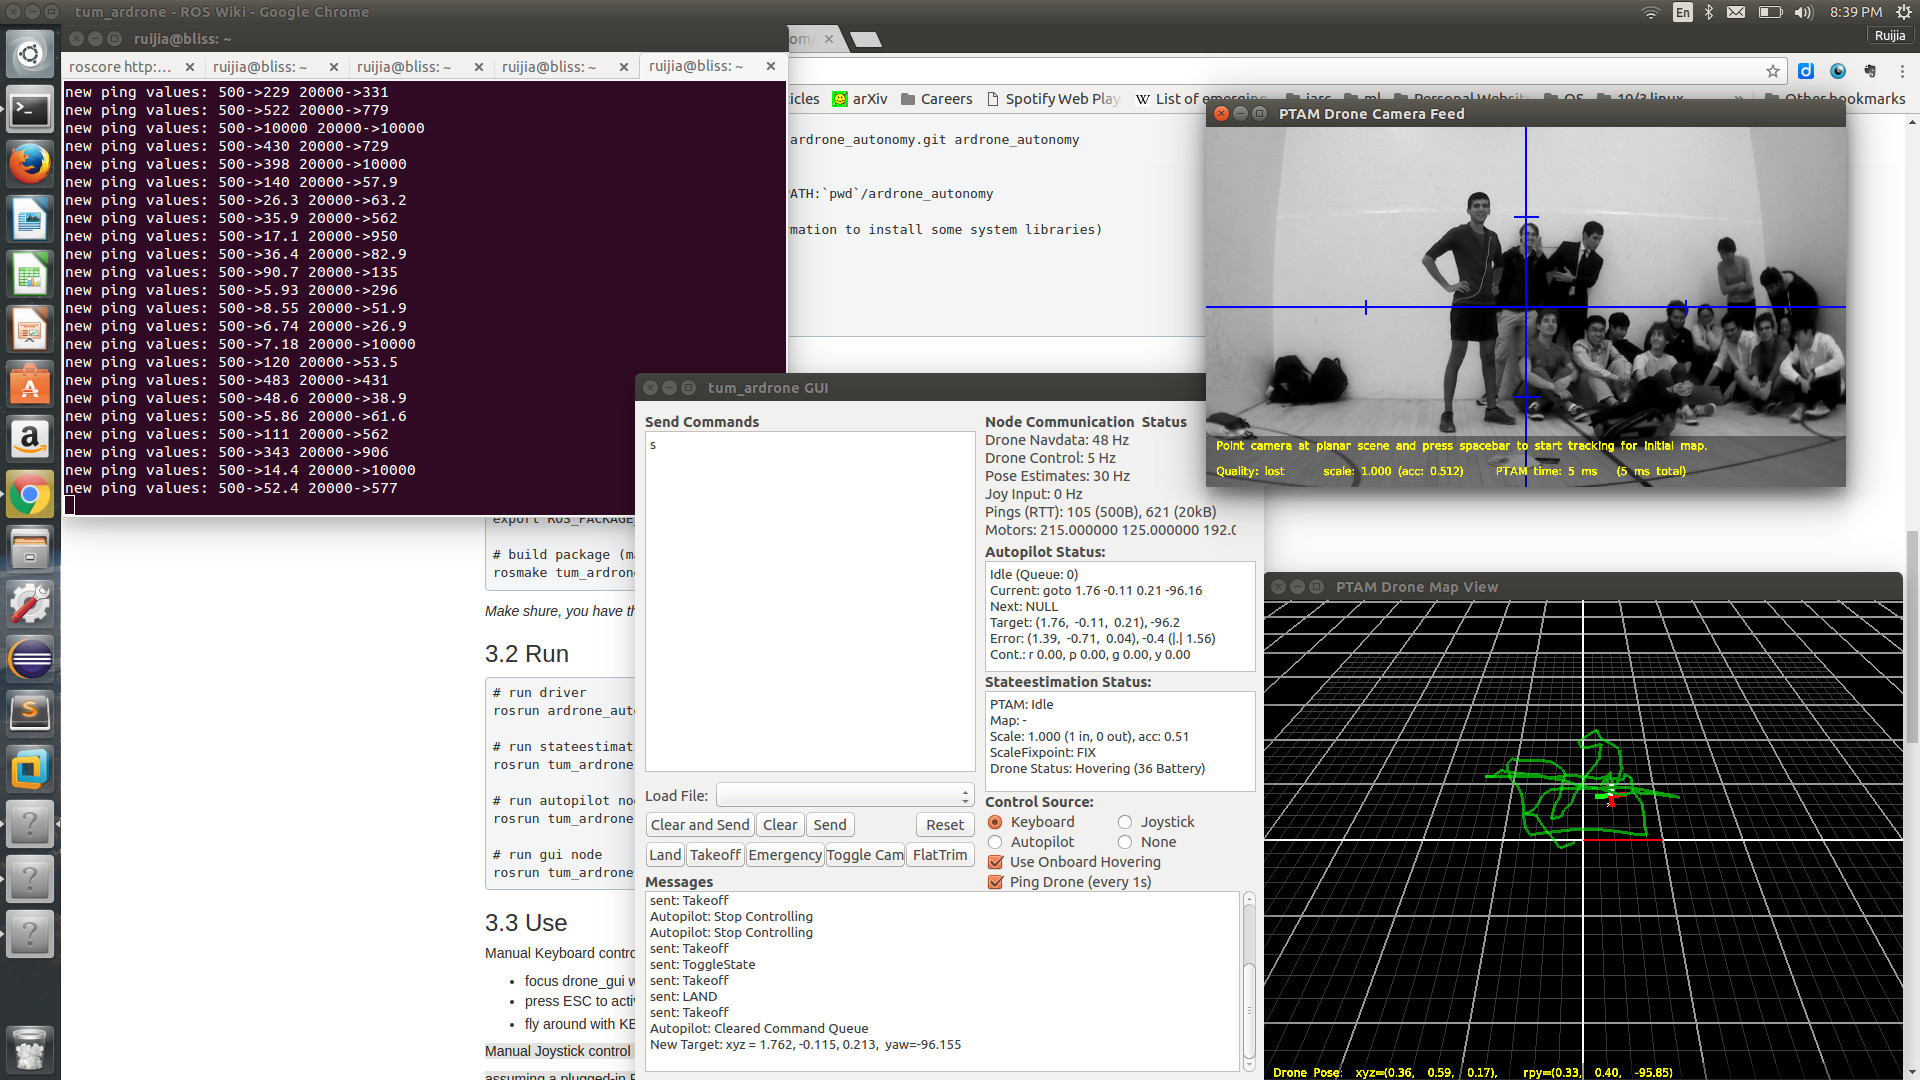 tum_ardrone - ROS Wiki - Google Chrome
En
8:39 PM
Ruijia
ruijia@bliss: ~
roscore http:...
ruijia@bliss: ~
ruijia@bliss: ~
ruijia@bliss: ~
ruijia@bliss: ~
new ping values: 500->229 20000->331
new ping values: 500->522 20000->779
new ping values: 500->10000 20000->10000
new ping values: 500->430 20000->729
new ping values: 500->398 20000->10000
new ping values: 500->140 20000->57.9
new ping values: 500->26.3 20000->63.2
new ping values: 500->35.9 20000->562
new ping values: 500->17.1 20000->950
new ping values: 500->36.4 20000->82.9
new ping values: 500->90.7 20000->135
new ping values: 500->5.93 20000->296
new ping values: 500->8.55 20000->51.9
new ping values: 500->6.74 20000->26.9
new ping values: 500->7.18 20000->10000
new ping values: 500->120 20000->53.5
new ping values: 500->483 20000->431
new ping values: 500->48.6 20000->38.9
new ping values: 500->5.86 20000->61.6
new ping values: 500->111 20000->562
new ping values: 500->343 20000->906
new ping values: 500->14.4 20000->10000
new ping values: 500->52.4 20000->577
om/
icles arXiv Careers Spotify Web Play List of emerging jars ml Personal Websit OS 10/3 linux » Other bookmarks
ardrone_autonomy.git ardrone_autonomy
PATH:`pwd`/ardrone_autonomy
mation to install some system libraries)
export ROS_PACKAGE_
# build package (ma
rosmake tum_ardrone
Make shure, you have th
3.2 Run
# run driver
rosrun ardrone_auto
# run stateestimat
rosrun tum_ardrone
# run autopilot no
rosrun tum_ardrone
# run gui node
rosrun tum_ardrone
3.3 Use
Manual Keyboard contro
focus drone_gui w
press ESC to activ
fly around with KB
Manual Joystick control
assuming a plugged-in P
tum_ardrone GUI
Send Commands
s
Load File:
Clear and Send Clear Send Reset
Land Takeoff Emergency Toggle Cam FlatTrim
Messages
sent: Takeoff
Autopilot: Stop Controlling
Autopilot: Stop Controlling
sent: Takeoff
sent: ToggleState
sent: Takeoff
sent: LAND
sent: Takeoff
Autopilot: Cleared Command Queue
New Target: xyz = 1.762, -0.115, 0.213, yaw=-96.155
Node Communication Status
Drone Navdata: 48 Hz
Drone Control: 5 Hz
Pose Estimates: 30 Hz
Joy Input: 0 Hz
Pings (RTT): 105 (500B), 621 (20kB)
Motors: 215.000000 125.000000 192.0
Autopilot Status:
Idle (Queue: 0)
Current: goto 1.76 -0.11 0.21 -96.16
Next: NULL
Target: (1.76, -0.11, 0.21), -96.2
Error: (1.39, -0.71, 0.04), -0.4 (|.| 1.56)
Cont.: r 0.00, p 0.00, g 0.00, y 0.00
Stateestimation Status:
PTAM: Idle
Map: -
Scale: 1.000 (1 in, 0 out), acc: 0.51
ScaleFixpoint: FIX
Drone Status: Hovering (36 Battery)
Control Source:
Keyboard Joystick
Autopilot None
Use Onboard Hovering
Ping Drone (every 1s)
PTAM Drone Camera Feed
Point camera at planar scene and press spacebar to start tracking for initial map.
Quality: lost scale: 1.000 (acc: 0.512) PTAM time: 5 ms (5 ms total)
PTAM Drone Map View
Drone Pose: xyz=(0.36, 0.59, 0.17), rpy=(0.33, 0.40, -95.85)